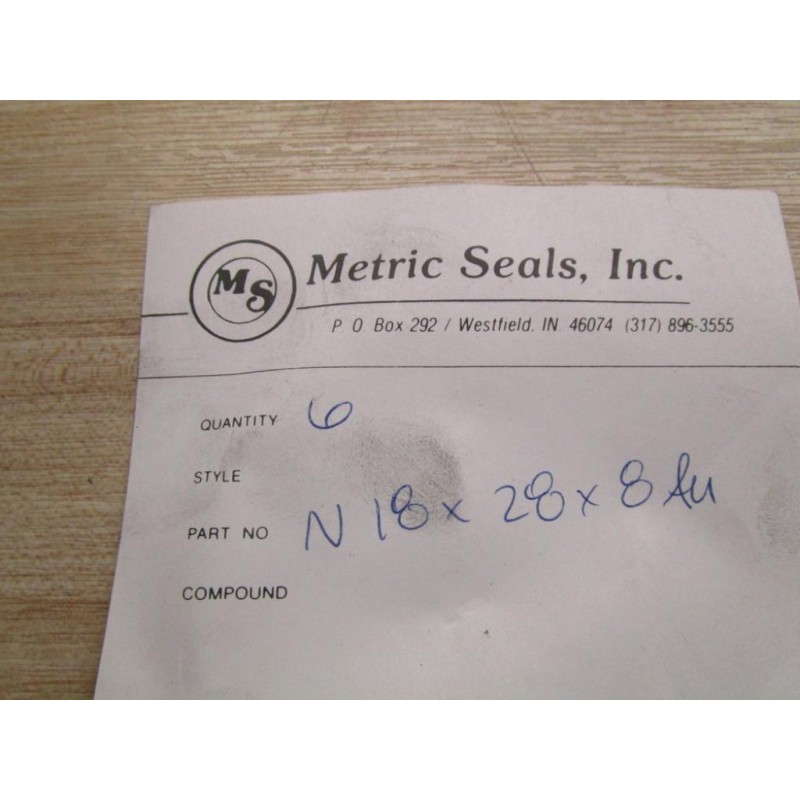 MS
Metric Seals, Inc.
P. O. Box 292 / Westfield, IN 46074 (317) 896-3555
QUANTITY 6
STYLE
PART NO N 18 x 28 x 8
COMPOUND